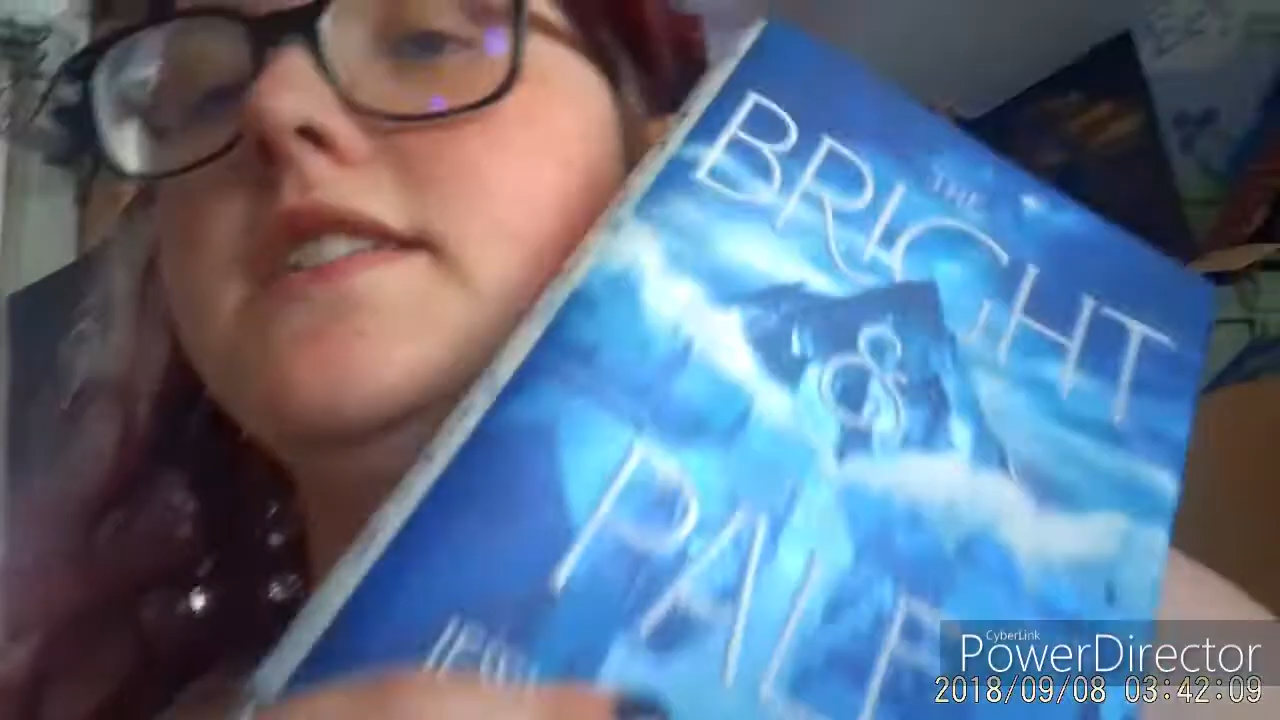 THE
BRIGHT
&
PALE
CyberLink
PowerDirector
2018/09/08 03:42:09